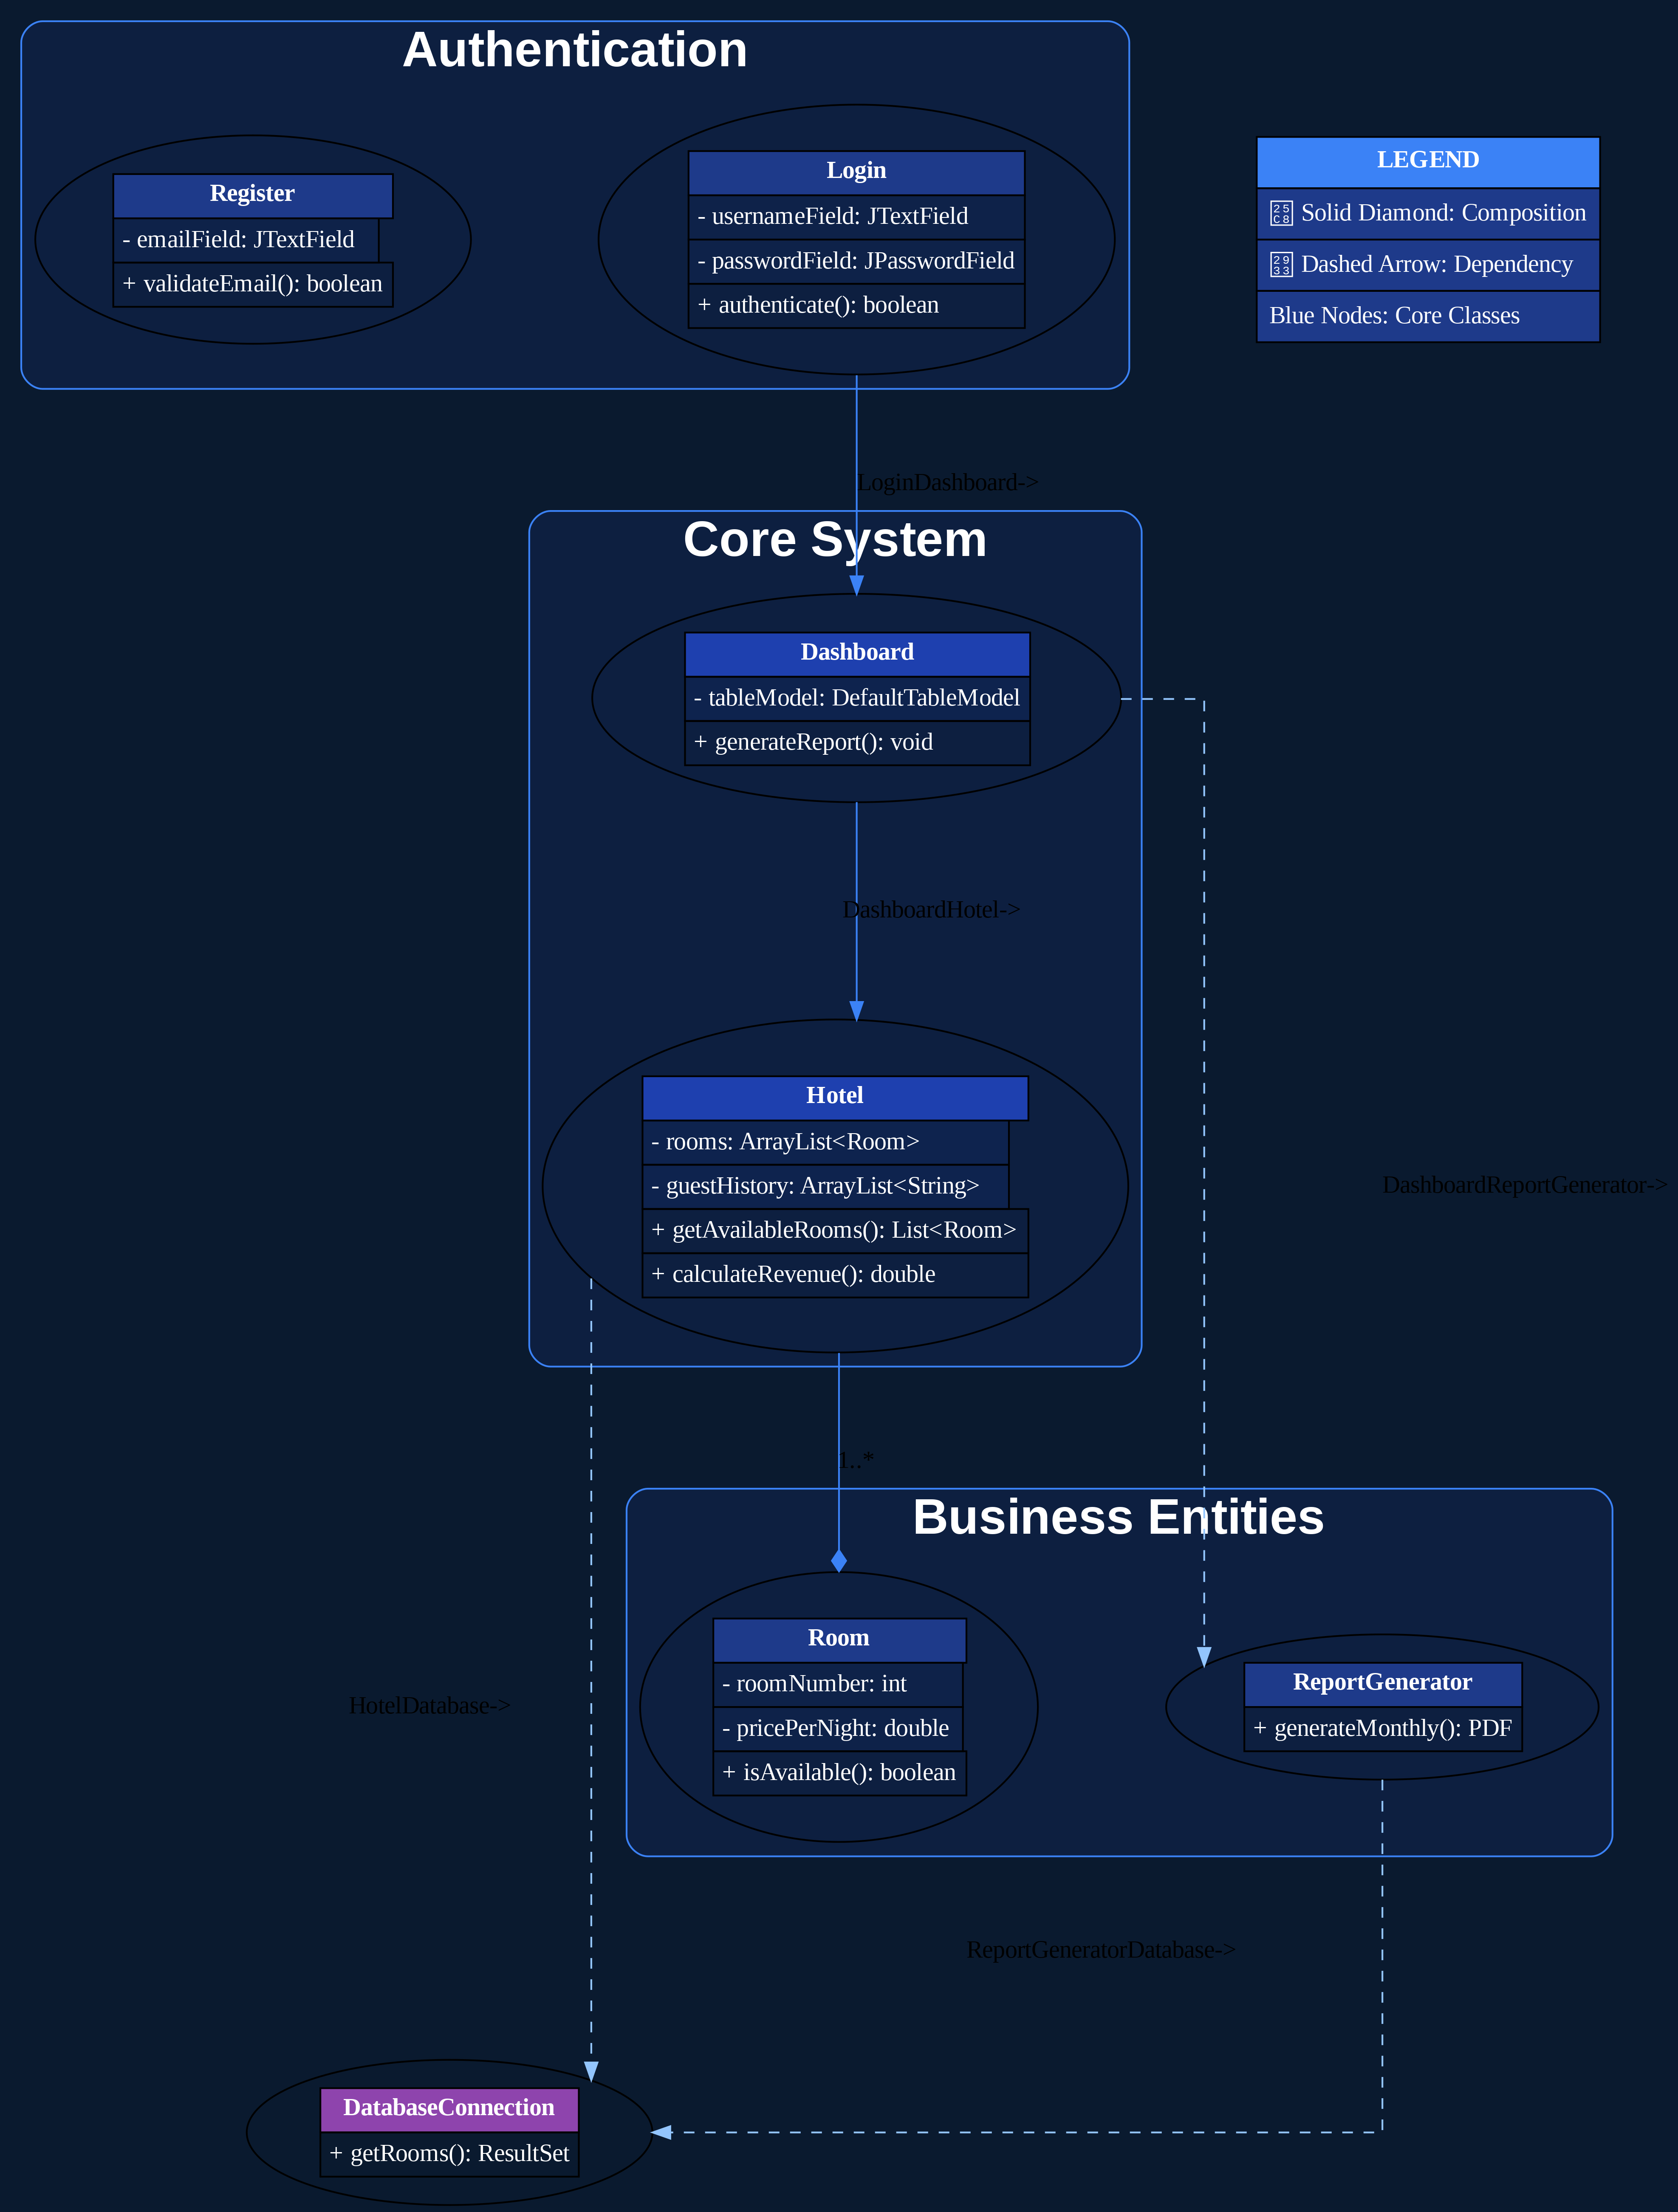 Authentication
Register
- emailField: JTextField
+ validateEmail(): boolean
Login
- usernameField: JTextField
- passwordField: JPasswordField
+ authenticate(): boolean
LEGEND
25C8 Solid Diamond: Composition
2933 Dashed Arrow: Dependency
Blue Nodes: Core Classes
LoginDashboard->
Core System
Dashboard
- tableModel: DefaultTableModel
+ generateReport(): void
DashboardHotel->
Hotel
- rooms: ArrayList<Room>
- guestHistory: ArrayList<String>
+ getAvailableRooms(): List<Room>
+ calculateRevenue(): double
DashboardReportGenerator->
1..*
Business Entities
Room
- roomNumber: int
- pricePerNight: double
+ isAvailable(): boolean
ReportGenerator
+ generateMonthly(): PDF
HotelDatabase->
ReportGeneratorDatabase->
DatabaseConnection
+ getRooms(): ResultSet